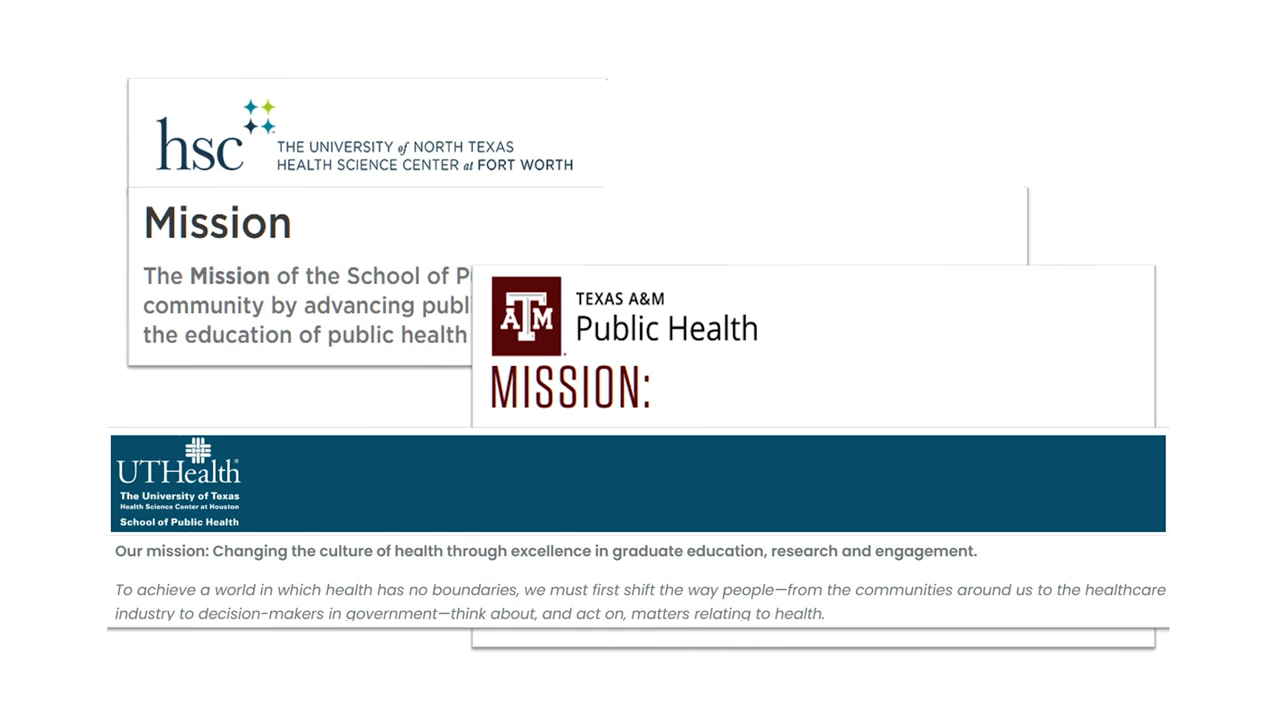 hsc
THE UNIVERSITY of NORTH TEXAS
HEALTH SCIENCE CENTER at FORT WORTH
Mission
The Mission of the School of P
community by advancing publi
the education of public health
ATM
TEXAS A&M
Public Health
MISSION:
UTHealth®
The University of Texas
Health Science Center at Houston
School of Public Health
Our mission: Changing the culture of health through excellence in graduate education, research and engagement.
To achieve a world in which health has no boundaries, we must first shift the way people—from the communities around us to the healthcare
industry to decision-makers in government—think about, and act on, matters relating to health.